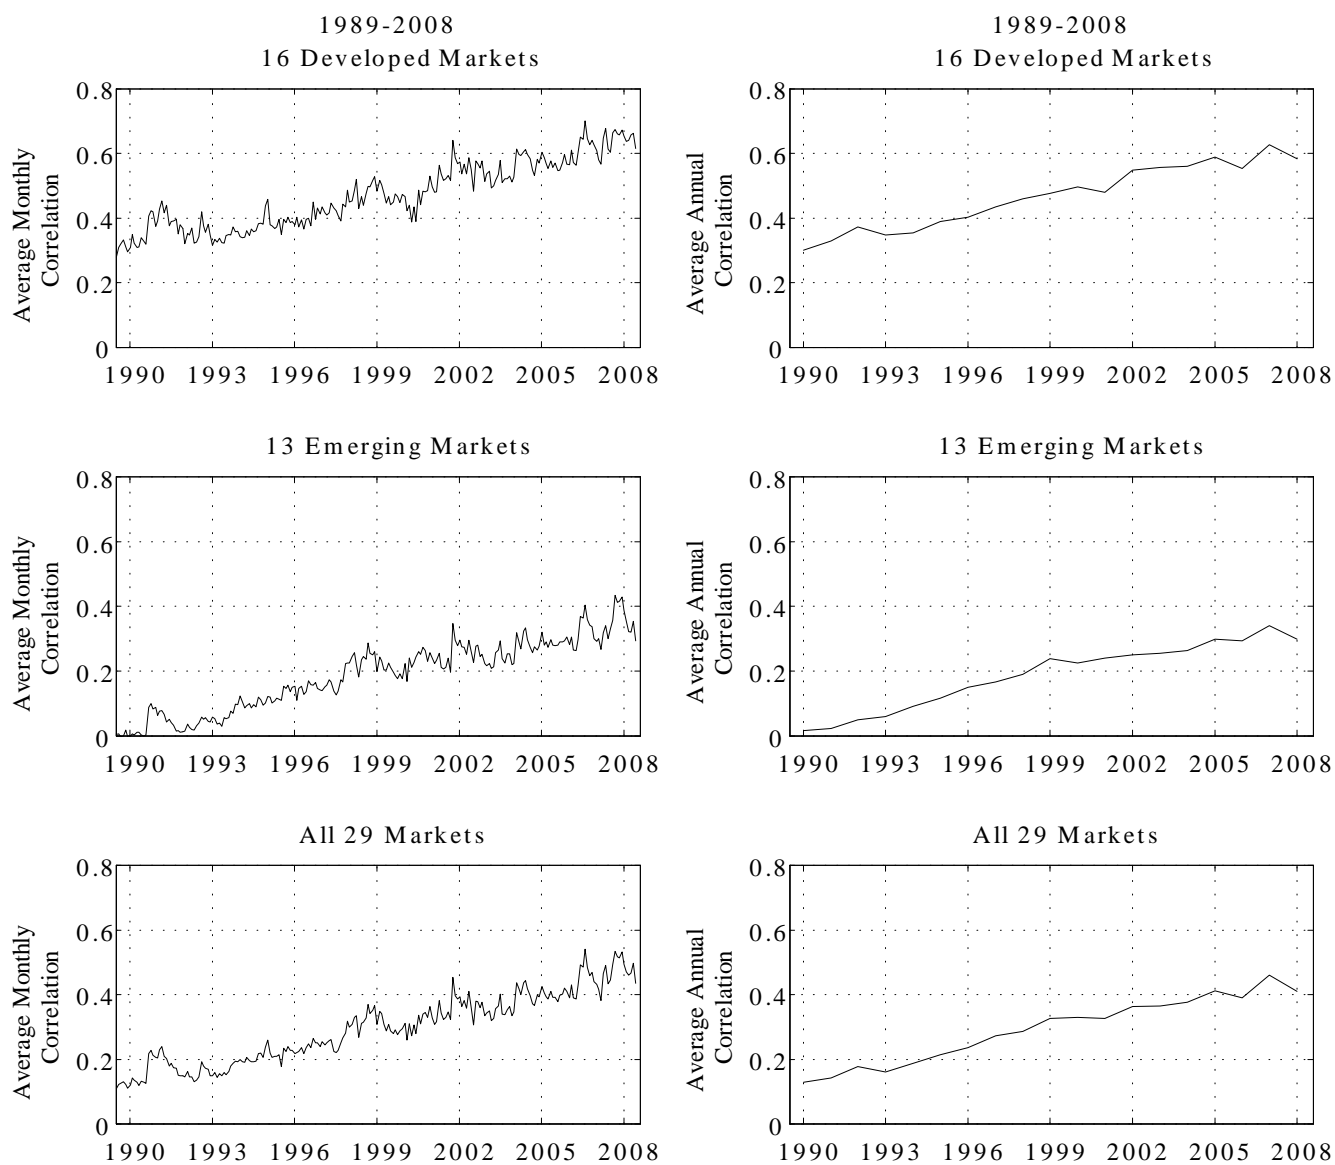 1989-2008
16 Developed Markets
0.8
0.6
0.4
0.2
0
Average Monthly
Correlation
1990 1993 1996 1999 2002 2005 2008
1989-2008
16 Developed Markets
0.8
0.6
0.4
0.2
0
Average Annual
Correlation
1990 1993 1996 1999 2002 2005 2008
13 Emerging Markets
0.8
0.6
0.4
0.2
0
Average Monthly
Correlation
1990 1993 1996 1999 2002 2005 2008
13 Emerging Markets
0.8
0.6
0.4
0.2
0
Average Annual
Correlation
1990 1993 1996 1999 2002 2005 2008
All 29 Markets
0.8
0.6
0.4
0.2
0
Average Monthly
Correlation
1990 1993 1996 1999 2002 2005 2008
All 29 Markets
0.8
0.6
0.4
0.2
0
Average Annual
Correlation
1990 1993 1996 1999 2002 2005 2008